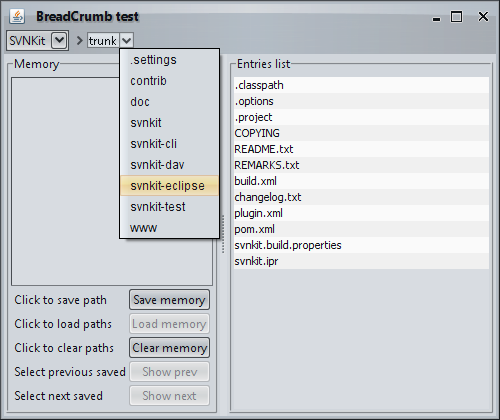 BreadCrumb test
SVNKit
trunk
Memory
.settings
contrib
doc
svnkit
svnkit-cli
svnkit-dav
svnkit-eclipse
svnkit-test
www
Click to save path Save memory
Click to load paths Load memory
Click to clear paths Clear memory
Select previous saved Show prev
Select next saved Show next
Entries list
.classpath
.options
.project
COPYING
README.txt
REMARKS.txt
build.xml
changelog.txt
plugin.xml
pom.xml
svnkit.build.properties
svnkit.ipr